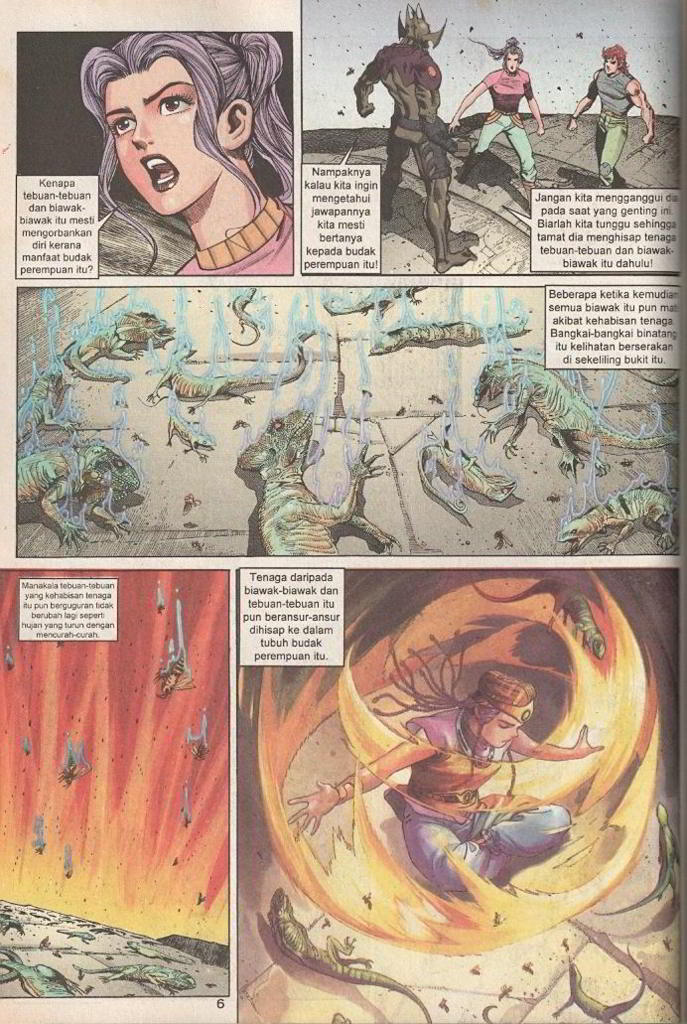 Kenapa
tebuan-tebuan
dan biawak-
biawak itu mesti
mengorbankan
diri kerana
manfaat budak
perempuan itu?
Nampaknya
kalau kita ingin
mengetahui
jawapannya
kita mesti
bertanya
kepada budak
perempuan itu!
Jangan kita mengganggui dia
pada saat yang genting ini.
Biarlah kita tunggu sehingga
tamat dia menghisap tenaga
tebuan-tebuan dan biawak-
biawak itu dahulu!
Beberapa ketika kemudian
semua biawak itu pun
akibat kehabisan tenaga.
Bangkai-bangkai binatang
itu kelihatan berserakan
di sekeliling bukit itu.
Manakala tebuan-tebuan
yang kehabisan tenaga
itu pun berguguran tidak
berubah lagi seperti
hujan yang turun dengan
mencurah-curah.
Tenaga daripada
biawak-biawak dan
tebuan-tebuan itu
pun beransur-ansur
dihisap ke dalam
tubuh budak
perempuan itu.
6